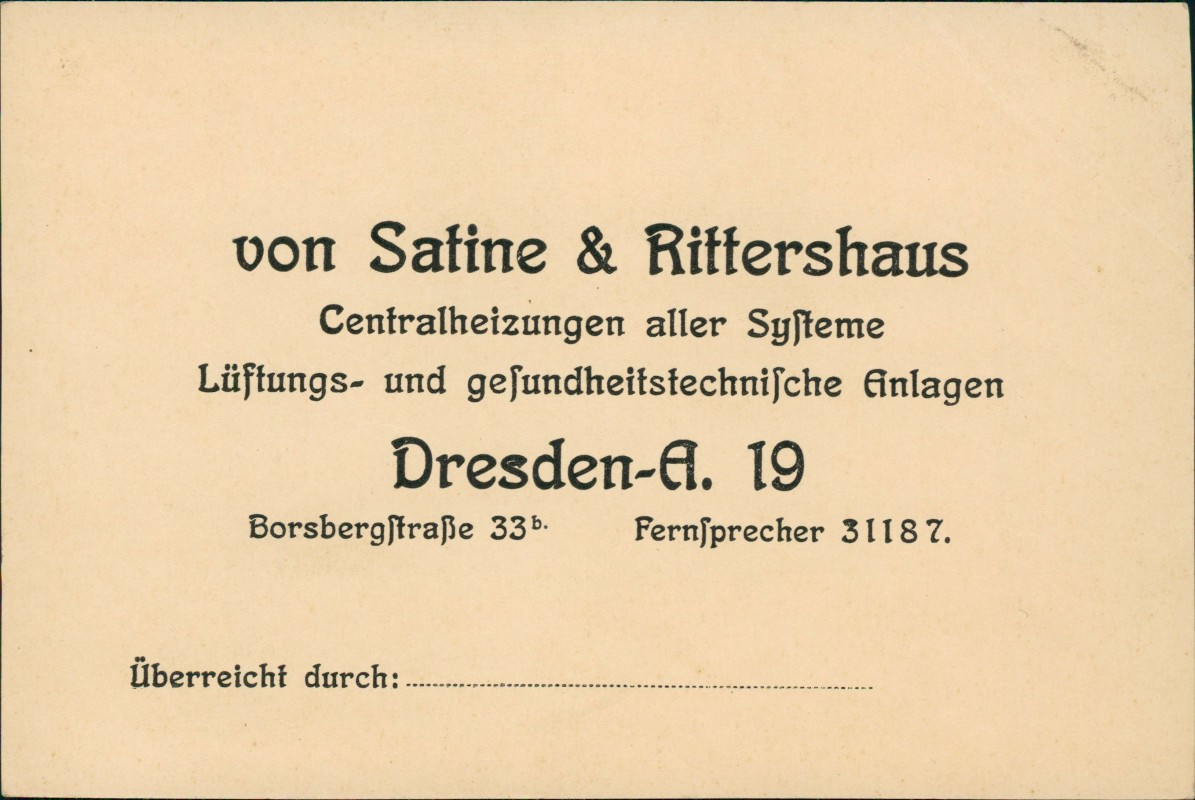 von Satine & Rittershaus
Centralheizungen aller Syſteme
Lüftungs- und geſundheitstechniſche Anlagen
Dresden-A. 19
Borsbergſtraße 33b. Fernſprecher 31187.
Überreicht durch: